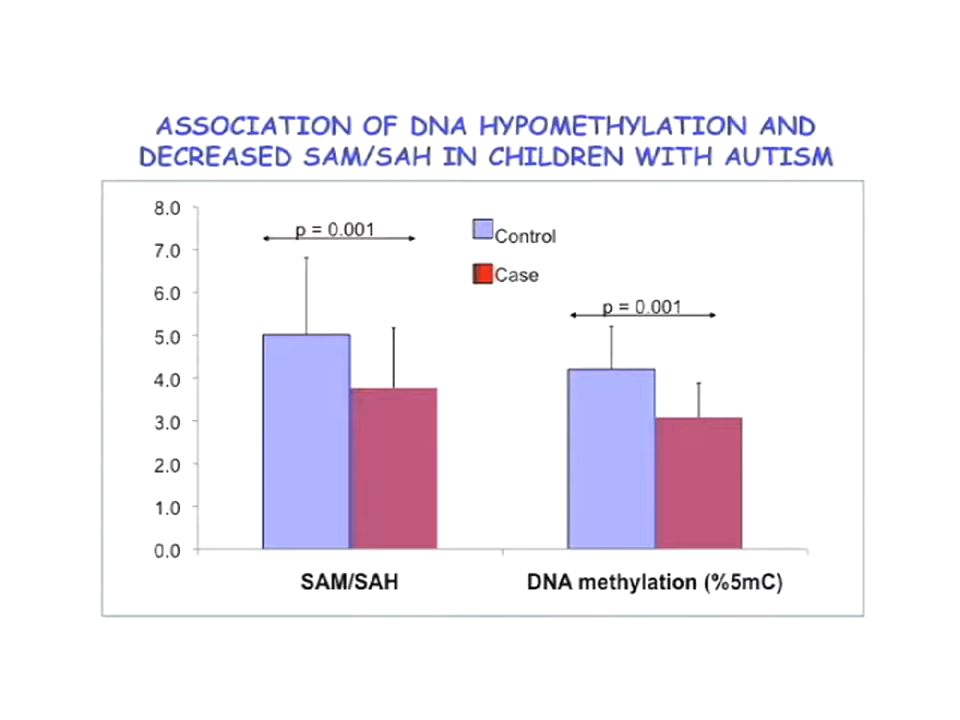 ASSOCIATION OF DNA HYPOMETHYLATION AND
DECREASED SAM/SAH IN CHILDREN WITH AUTISM
8.0
7.0
6.0
5.0
4.0
3.0
2.0
1.0
0.0
p = 0.001
Control
Case
p = 0.001
SAM/SAH
DNA methylation (%5mC)